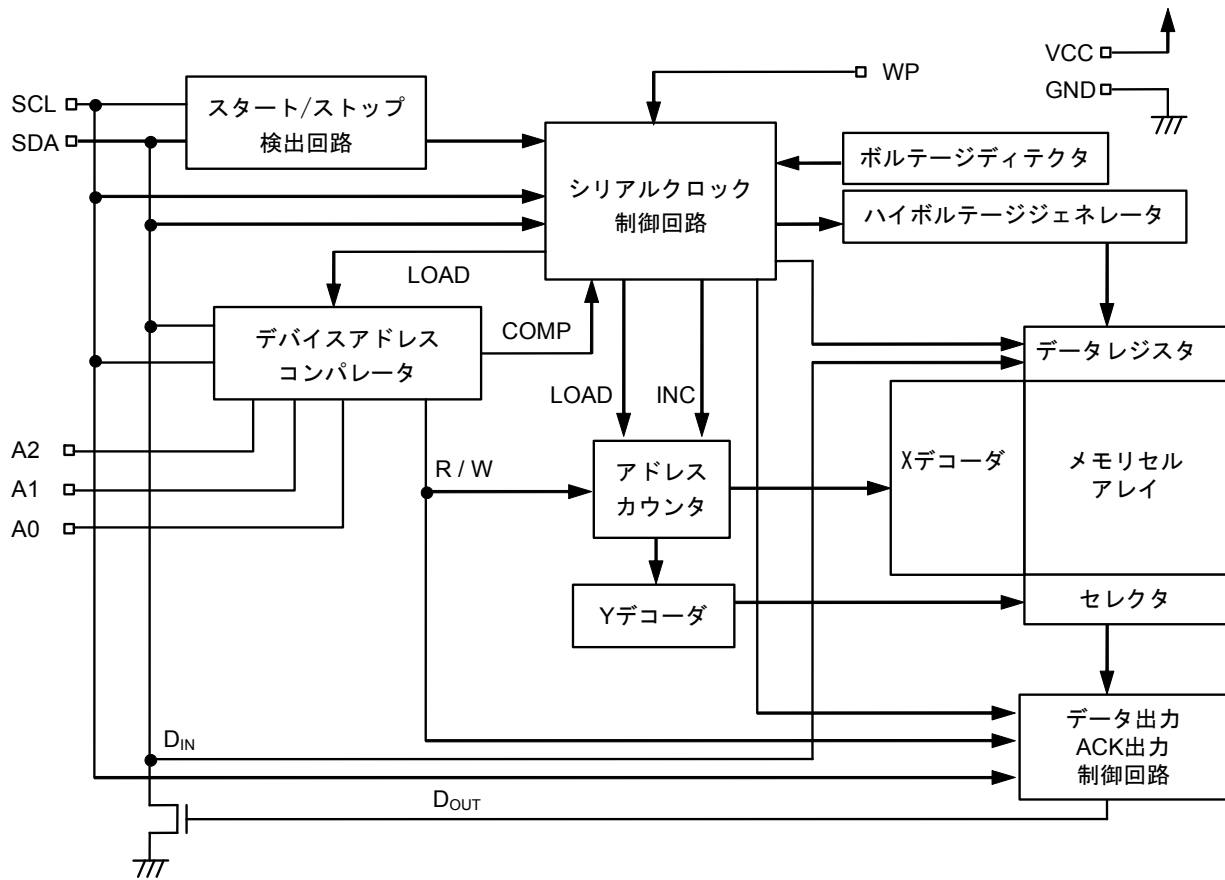 VCC
GND
WP
SCL
SDA
スタート/ストップ
検出回路
シリアルクロック
制御回路
ボルテージディテクタ
ハイボルテージジェネレータ
LOAD
COMP
デバイスアドレス
コンパレータ
LOAD
INC
データレジスタ
A2
A1
A0
R / W
アドレス
カウンタ
Xデコーダ
メモリセル
アレイ
Yデコーダ
セレクタ
データ出力
ACK出力
制御回路
DIN
DOUT